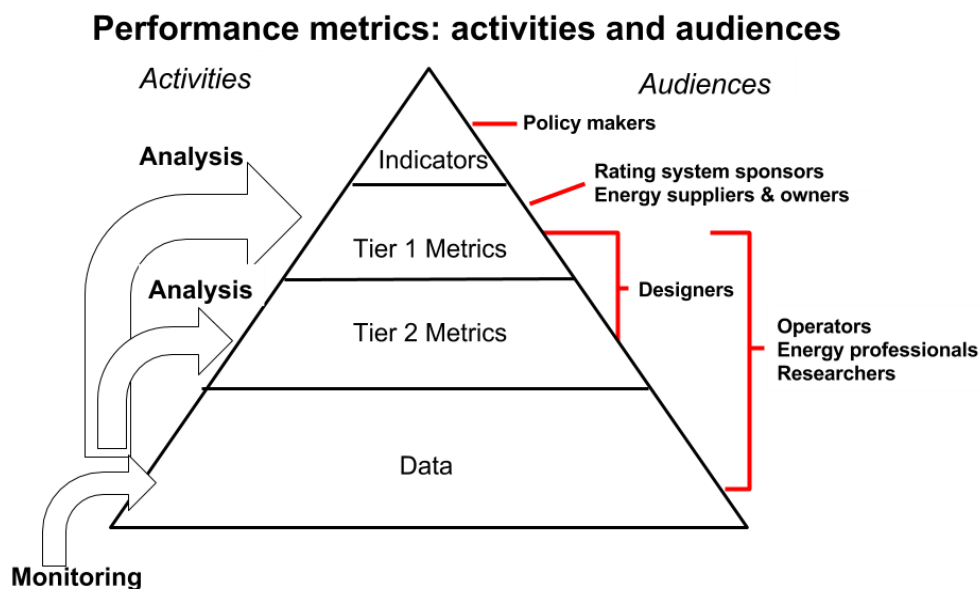 Performance metrics: activities and audiences
Activities
Audiences
Policy makers
Analysis
Indicators
Rating system sponsors
Energy suppliers & owners
Tier 1 Metrics
Analysis
Designers
Tier 2 Metrics
Operators
Energy professionals
Researchers
Data
Monitoring